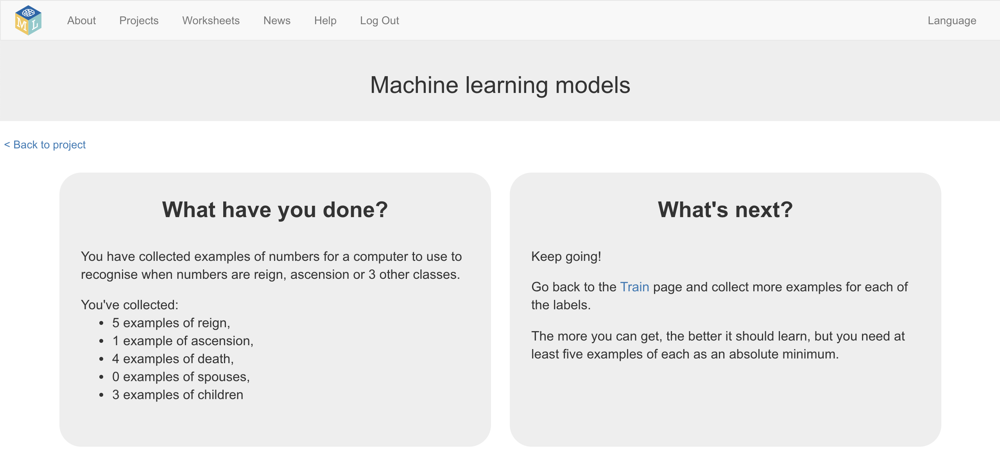 M L
About Projects Worksheets News Help Log Out Language
Machine learning models
< Back to project
What have you done?
You have collected examples of numbers for a computer to use to
recognise when numbers are reign, ascension or 3 other classes.
You've collected:
• 5 examples of reign,
• 1 example of ascension,
• 4 examples of death,
• 0 examples of spouses,
• 3 examples of children
What's next?
Keep going!
Go back to the Train page and collect more examples for each of
the labels.
The more you can get, the better it should learn, but you need at
least five examples of each as an absolute minimum.